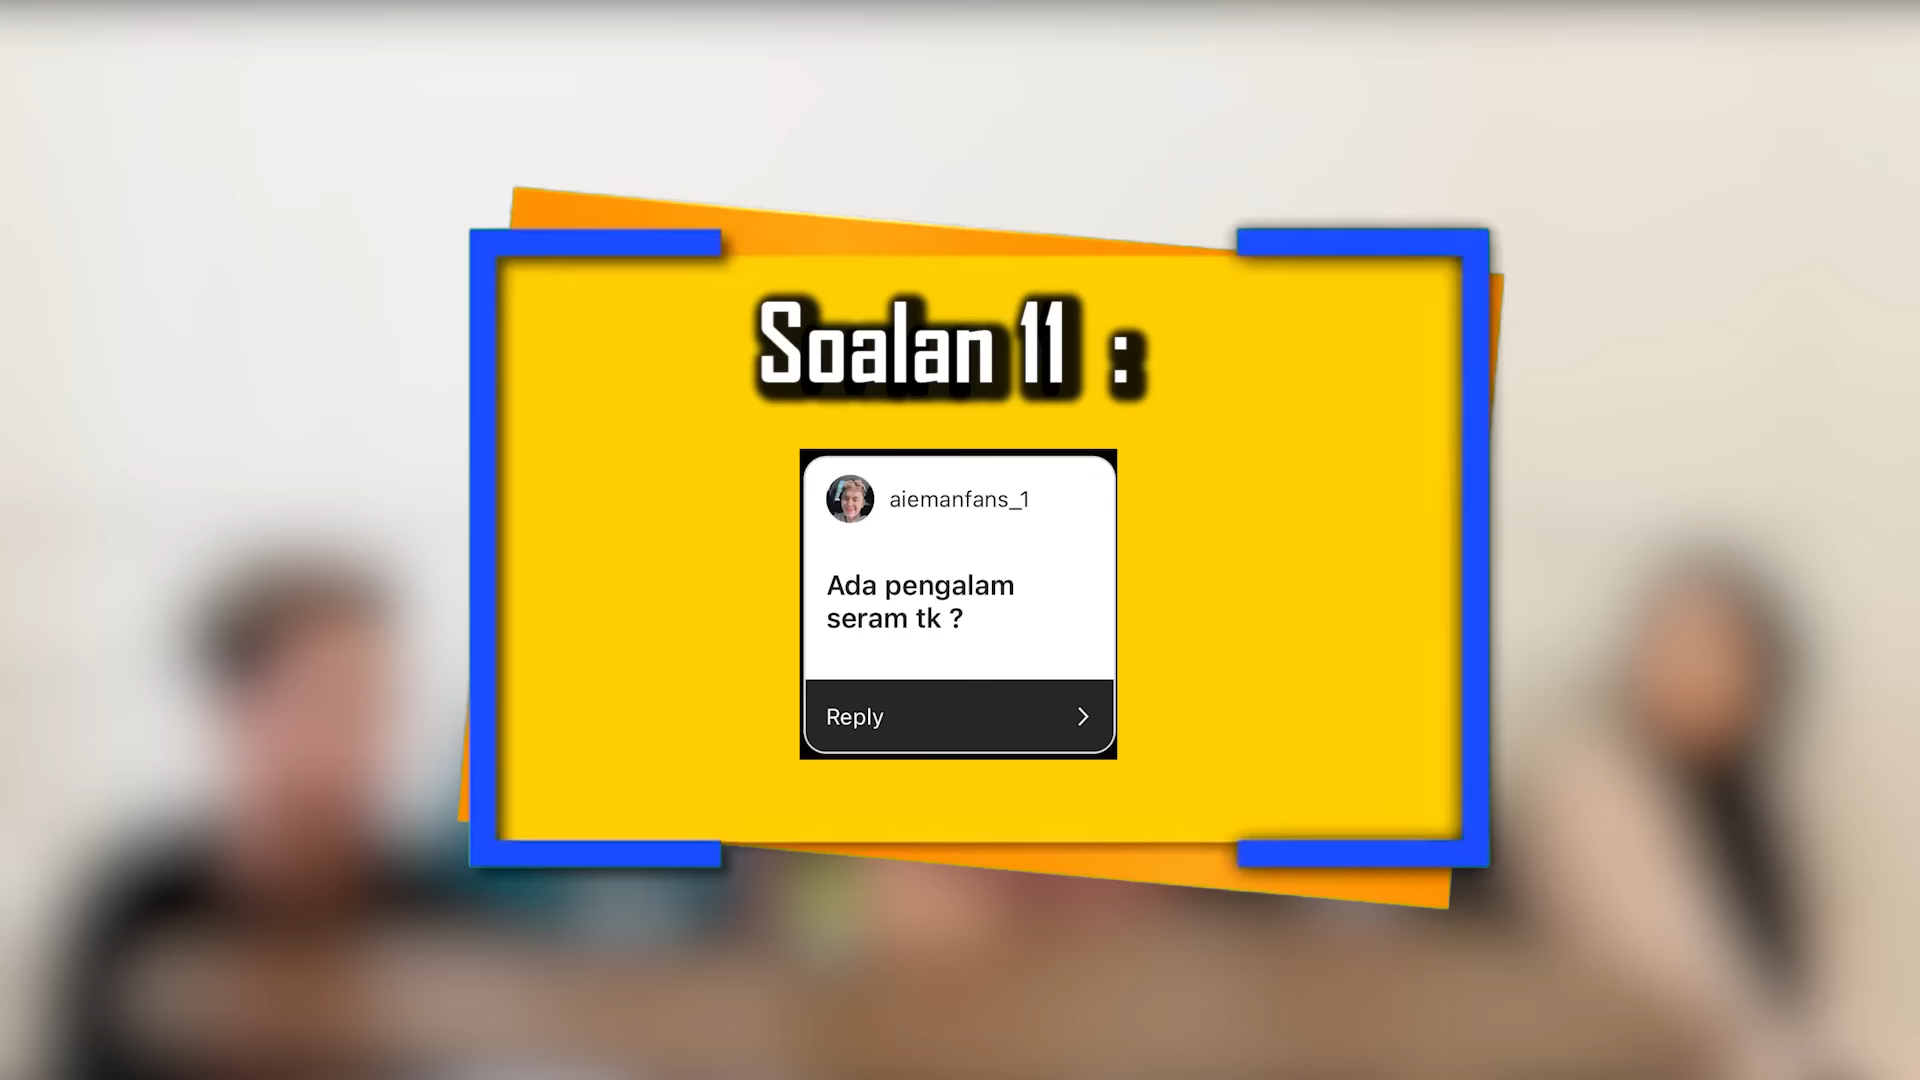 Soalan 11 :
aiemanfans_1
Ada pengalam
seram tk ?
Reply